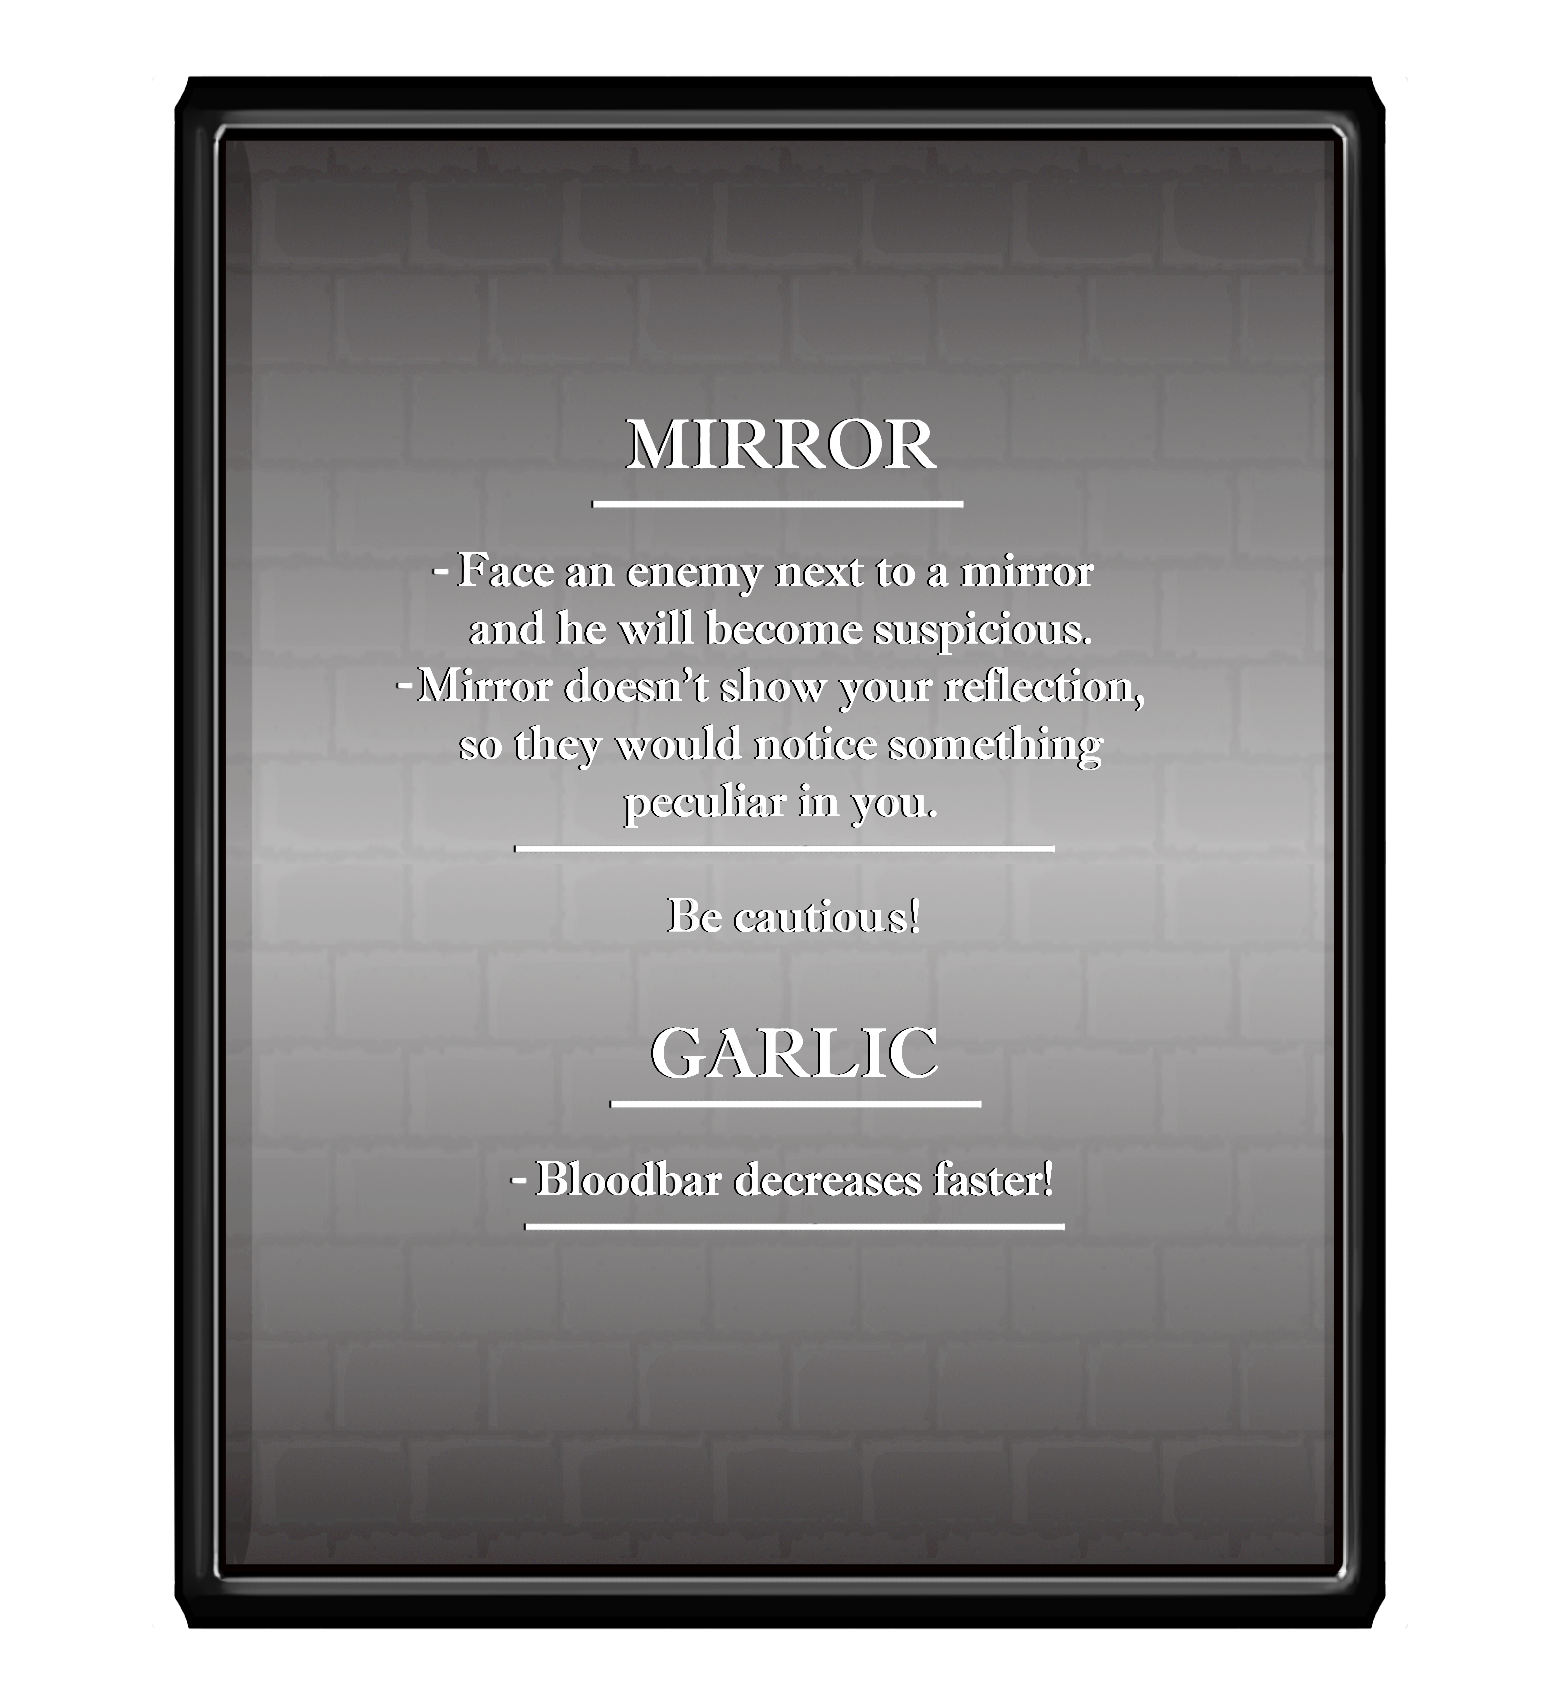 MIRROR
- Face an enemy next to a mirror
and he will become suspicious.
-Mirror doesn’t show your reflection,
so they would notice something
peculiar in you.
Be cautious!
GARLIC
- Bloodbar decreases faster!